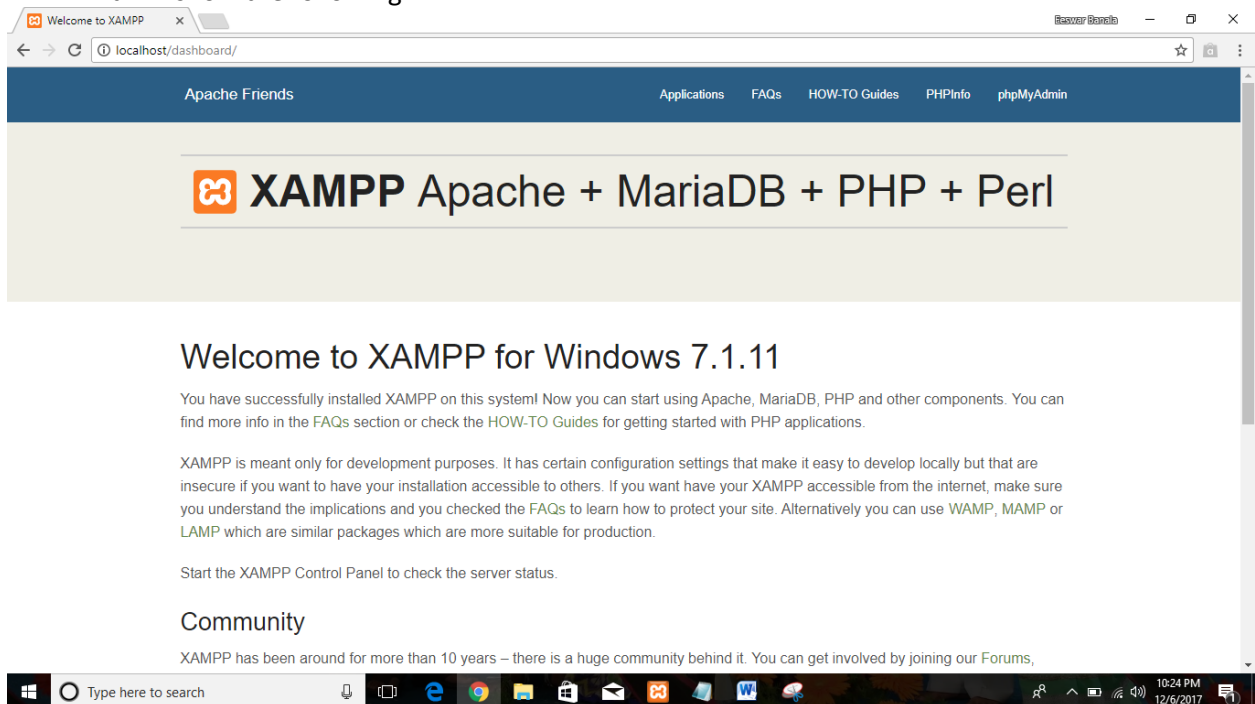 Welcome to XAMPP
Eeswar Banala
localhost/dashboard/
Apache Friends
Applications FAQs HOW-TO Guides PHPInfo phpMyAdmin
XAMPP Apache + MariaDB + PHP + Perl
Welcome to XAMPP for Windows 7.1.11
You have successfully installed XAMPP on this system! Now you can start using Apache, MariaDB, PHP and other components. You can
find more info in the FAQs section or check the HOW-TO Guides for getting started with PHP applications.
XAMPP is meant only for development purposes. It has certain configuration settings that make it easy to develop locally but that are
insecure if you want to have your installation accessible to others. If you want have your XAMPP accessible from the internet, make sure
you understand the implications and you checked the FAQs to learn how to protect your site. Alternatively you can use WAMP, MAMP or
LAMP which are similar packages which are more suitable for production.
Start the XAMPP Control Panel to check the server status.
Community
XAMPP has been around for more than 10 years – there is a huge community behind it. You can get involved by joining our Forums,
Type here to search
10:24 PM
12/6/2017